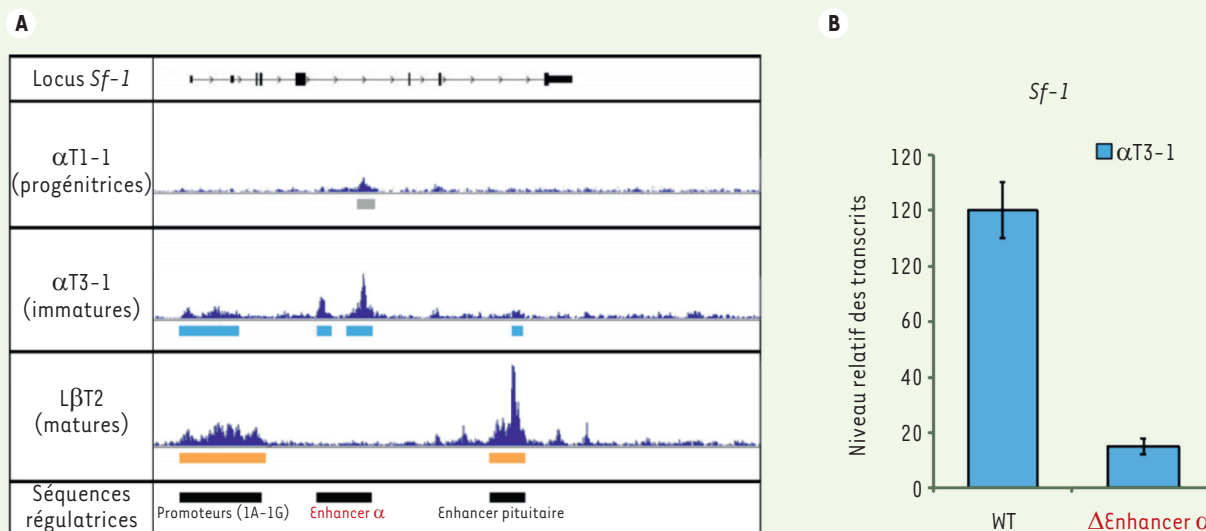 A
Locus Sf-1
αT1-1
(progénitrices)
αT3-1
(immatures)
LβT2
(matures)
Séquences
régulatrices
Promoteurs (1A-1G)
Enhancer α
Enhancer pituitaire
B
Sf-1
αT3-1
Niveau relatif des transcrits
120
120
120
60
40
20
0
WT
ΔEnhancer α